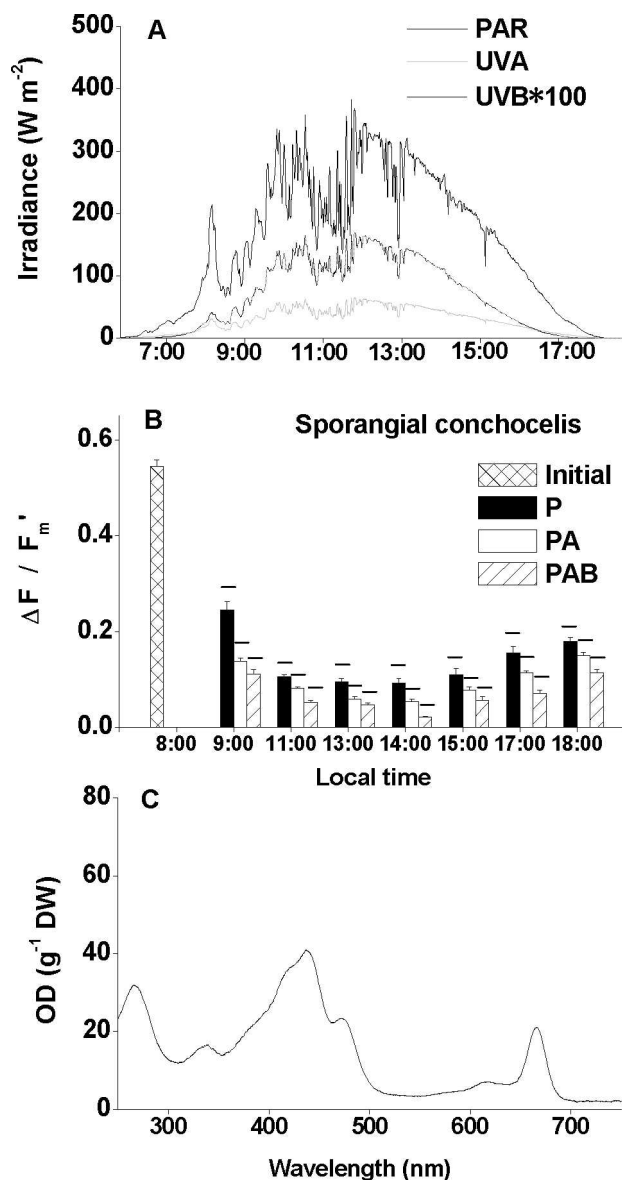 A
PAR
UVA
UVB*100
Irradiance (W m-2)
500
400
300
200
100
0
7:00 9:00 11:00 13:00 15:00 17:00
B
Sporangial conchocelis
Initial
P
PA
PAB
Δ F / Fm'
0.6
0.4
0.2
0.0
8:00 9:00 11:00 13:00 14:00 15:00 17:00 18:00
Local time
C
OD (g-1 DW)
80
60
40
20
0
300 400 500 600 700
Wavelength (nm)